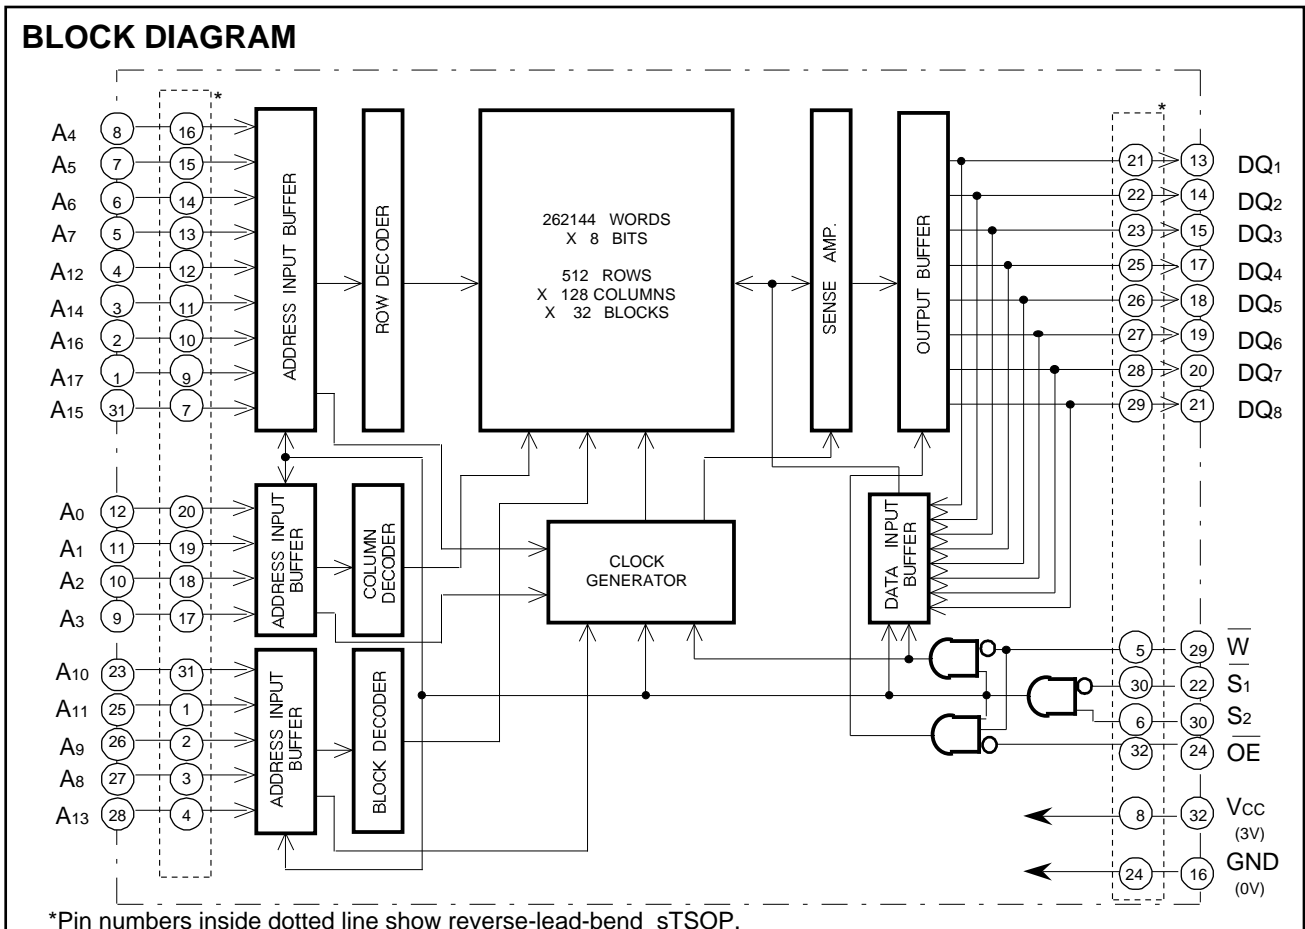 BLOCK DIAGRAM
*
*
A4 8 16
A5 7 15
A6 6 14
A7 5 13
A12 4 12
A14 3 11
A16 2 10
A17 1 9
A15 31 7
ADDRESS INPUT BUFFER
ROW DECODER
262144 WORDS
X 8 BITS
512 ROWS
X 128 COLUMNS
X 32 BLOCKS
SENSE AMP.
OUTPUT BUFFER
21 13 DQ1
22 14 DQ2
23 15 DQ3
25 17 DQ4
26 18 DQ5
27 19 DQ6
28 20 DQ7
29 21 DQ8
A0 12 20
A1 11 19
A2 10 18
A3 9 17
ADDRESS INPUT
BUFFER
COLUMN
DECODER
CLOCK
GENERATOR
DATA INPUT
BUFFER
A10 23 31
A11 25 1
A9 26 2
A8 27 3
A13 28 4
ADDRESS INPUT
BUFFER
BLOCK DECODER
5 29 W̅
30 22 S̅1
6 30 S2
32 24 O̅E̅
8 32 VCC
(3V)
24 16 GND
(0V)
*Pin numbers inside dotted line show reverse-lead-bend sTSOP.